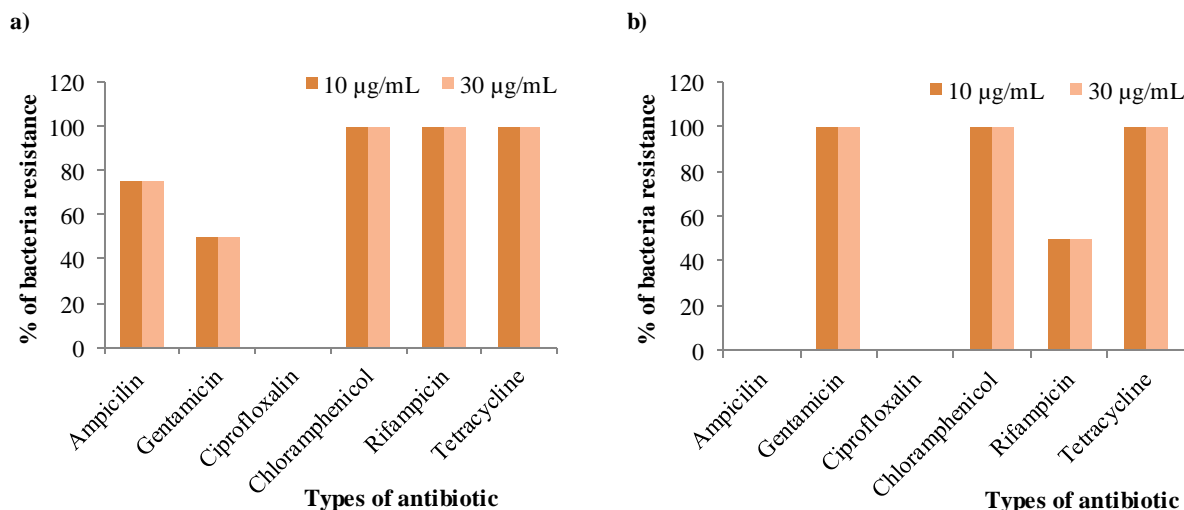 a)
10 µg/mL 30 µg/mL
120
100
80
60
40
20
0
% of bacteria resistance
Ampicilin
Gentamicin
Ciprofloxalin
Chloramphenicol
Rifampicin
Tetracycline
Types of antibiotic
b)
10 µg/mL 30 µg/mL
120
100
80
60
40
20
0
% of bacteria resistance
Ampicilin
Gentamicin
Ciprofloxalin
Chloramphenicol
Rifampicin
Tetracycline
Types of antibiotic